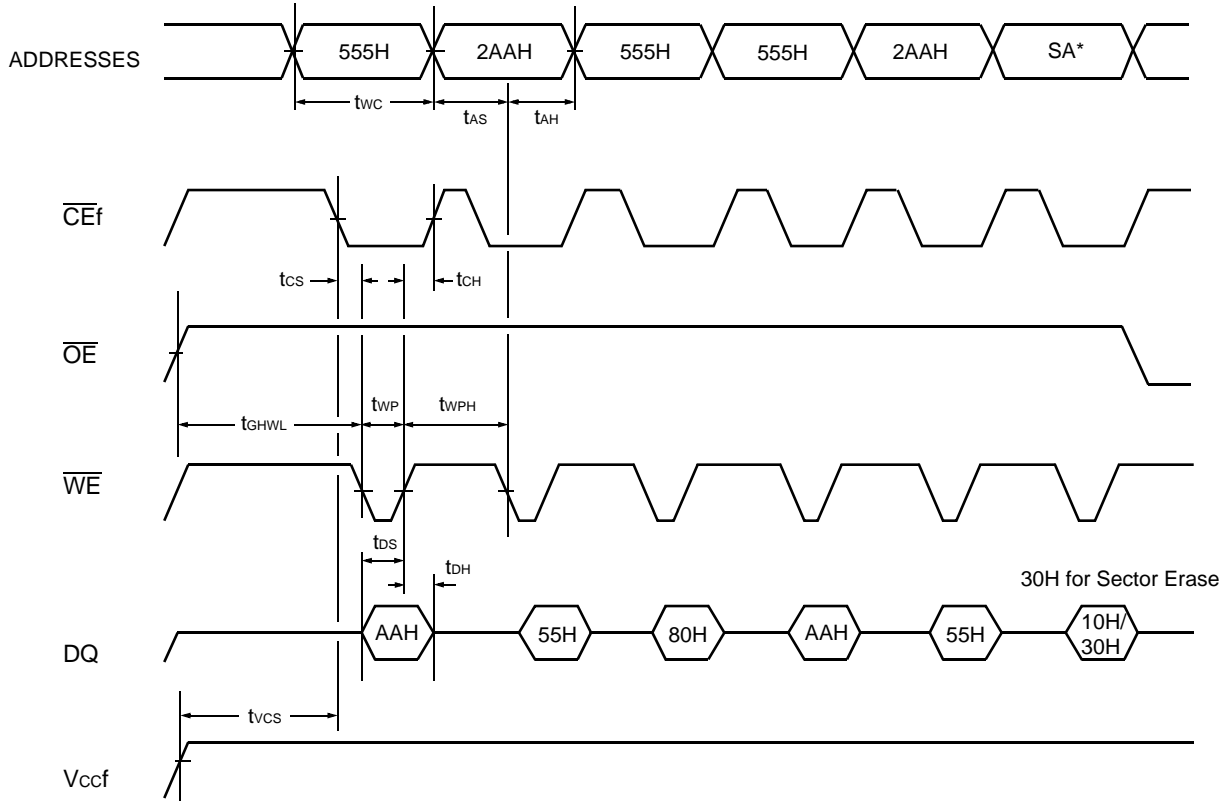 ADDRESSES
555H 2AAH 555H 555H 2AAH SA*
tWC tAS tAH
CEf
tCS tCH
OE
tGHWL tWP tWPH
WE
tDS tDH
30H for Sector Erase
DQ
AAH 55H 80H AAH 55H 10H/
30H
tVCS
VCCf